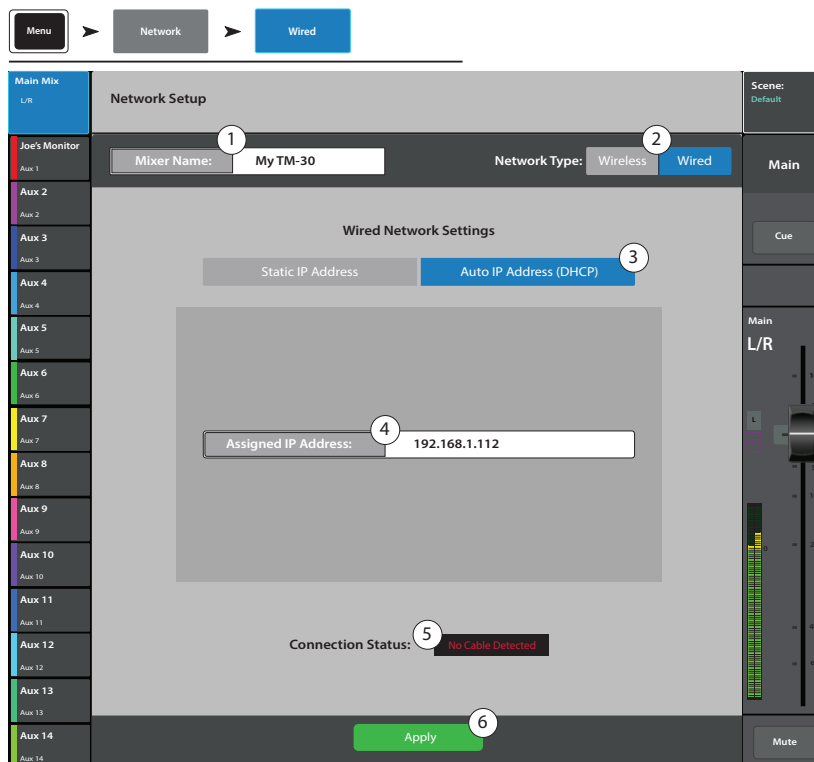 Menu
Network
Wired
Main Mix
L/R
Network Setup
Scene:
Default
1
2
Mixer Name:
My TM-30
Network Type:
Wireless
Wired
Main
Joe's Monitor
Aux 1
Aux 2
Aux 2
Aux 3
Aux 3
Aux 4
Aux 4
Aux 5
Aux 5
Aux 6
Aux 6
Aux 7
Aux 7
Aux 8
Aux 8
Aux 9
Aux 9
Aux 10
Aux 10
Aux 11
Aux 11
Aux 12
Aux 12
Aux 13
Aux 13
Aux 14
Aux 14
Wired Network Settings
3
Static IP Address
Auto IP Address (DHCP)
4
Assigned IP Address:
192.168.1.112
5
Connection Status:
No Cable Detected
6
Apply
Cue
Main
L/R
L
0
Mute